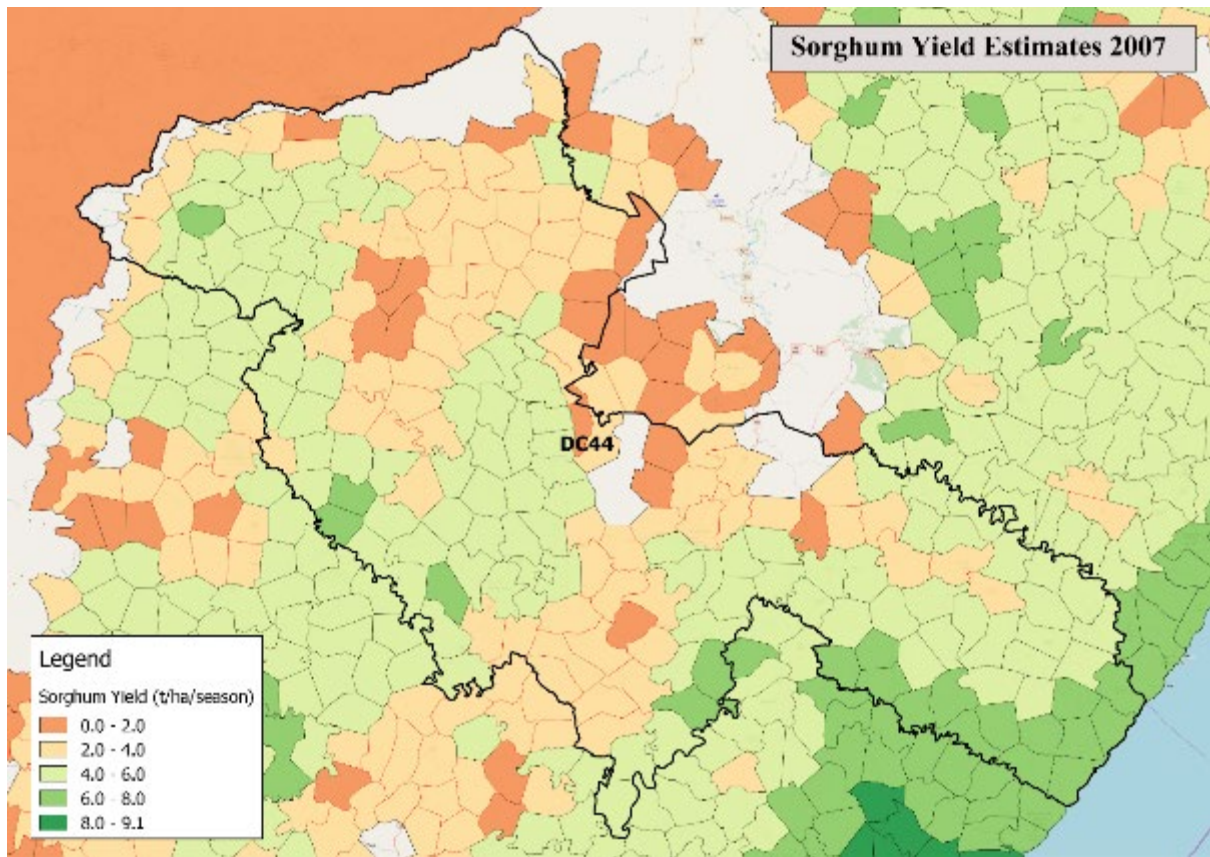 Sorghum Yield Estimates 2007
DC44
Legend
Sorghum Yield (t/ha/season)
0.0 - 2.0
2.0 - 4.0
4.0 - 6.0
6.0 - 8.0
8.0 - 9.1